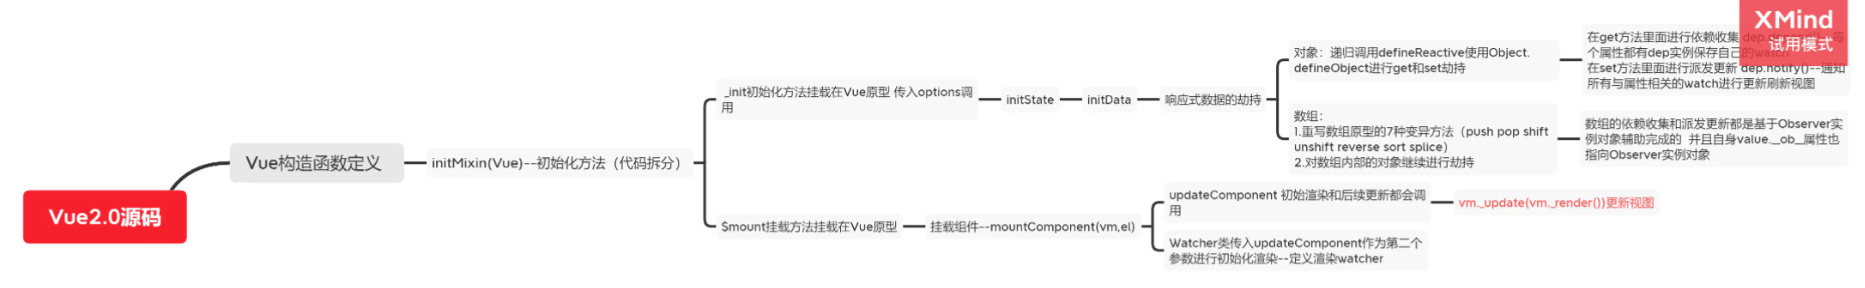 Vue2.0源码
Vue构造函数定义
initMixin(Vue)--初始化方法（代码拆分）
_init初始化方法挂载在Vue原型 传入options调
用
initState
initData
响应式数据的劫持
对象：递归调用defineReactive使用Object.
defineObject进行get和set劫持
在get方法里面进行依赖收集 每
个属性都有dep实例保存自己的watch
在set方法里面进行派发更新 dep.notify()--通知
所有与属性相关的watch进行更新刷新视图
数组：
1.重写数组原型的7种变异方法（push pop shift
unshift reverse sort splice）
2.对数组内部的对象继续进行劫持
数组的依赖收集和派发更新都是基于Observer实
例对象辅助完成的 并且自身value._ob_属性也
指向Observer实例对象
$mount挂载方法挂载在Vue原型
挂载组件--mountComponent(vm,el)
updateComponent 初始渲染和后续更新都会调
用
vm._update(vm._render())更新视图
Watcher类传入updateComponent作为第二个
参数进行初始化渲染--定义渲染watcher
XMind
试用模式